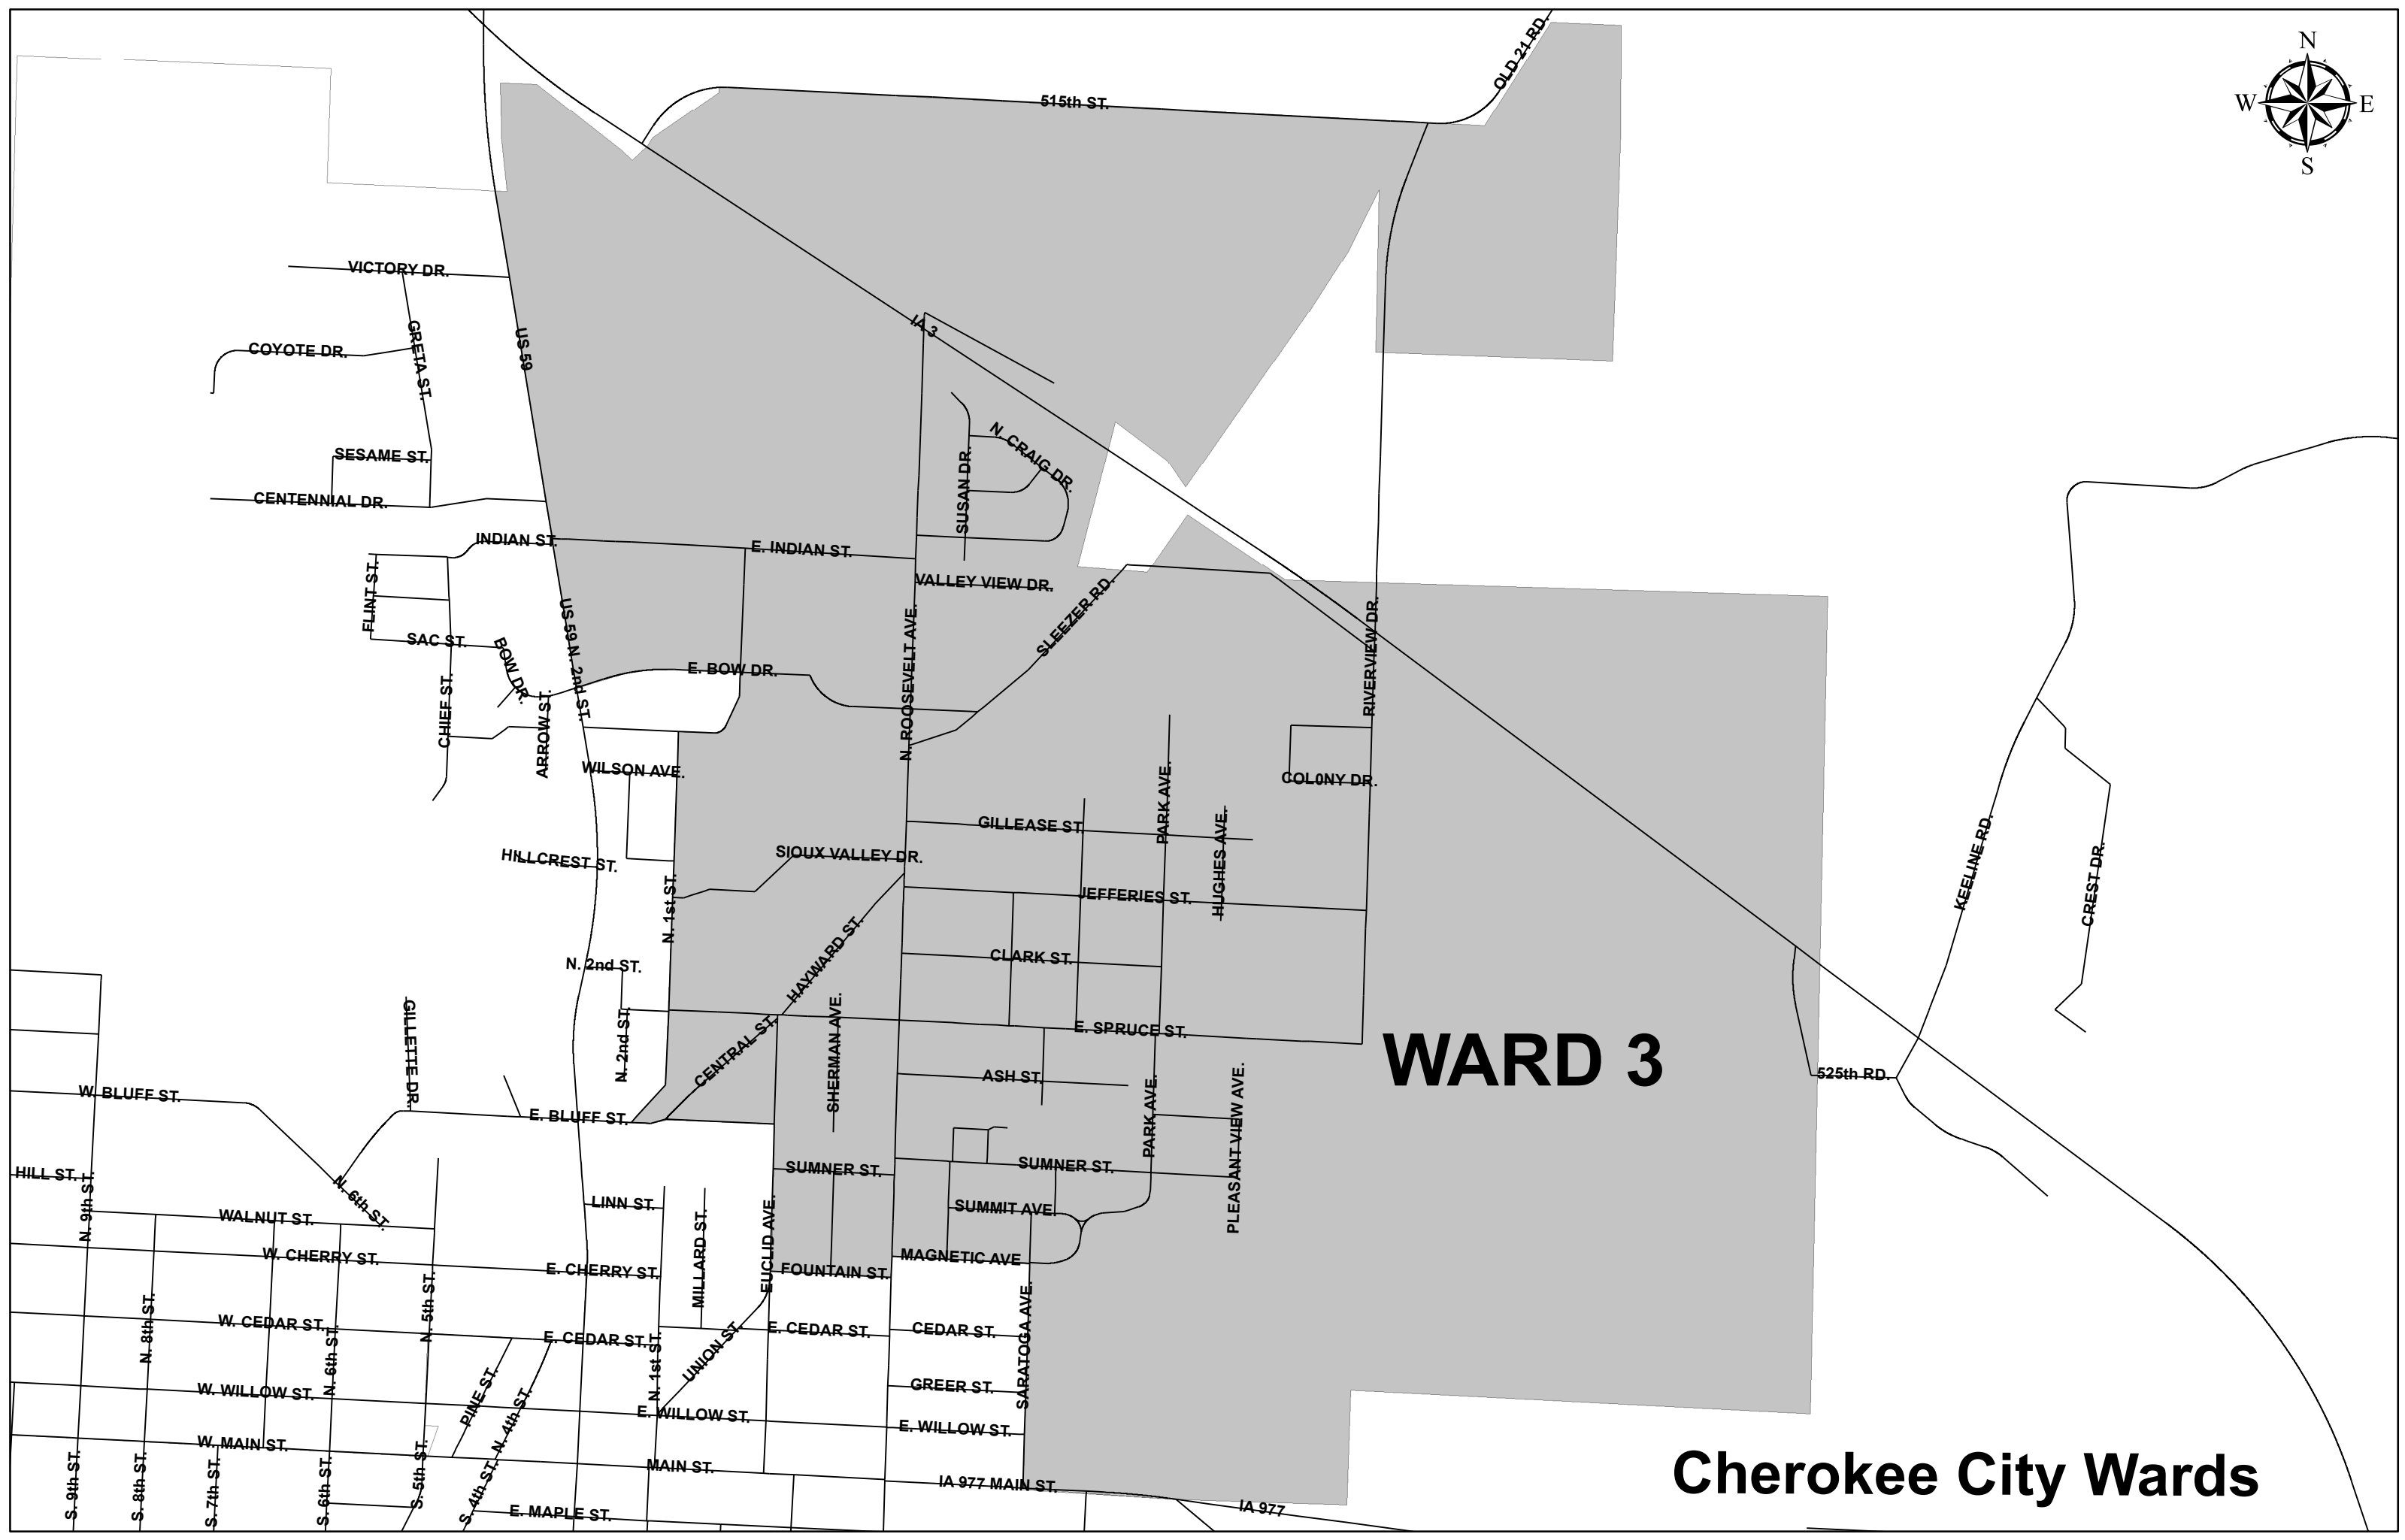 OLD 21 RD.
N
W
E
S
515th ST.
VICTORY DR.
GRETA ST.
US 59
IA 3
COYOTE DR.
SESAME ST.
CENTENNIAL DR.
N. CRAIG DR.
SUSAN DR.
INDIAN ST.
E. INDIAN ST.
VALLEY VIEW DR.
FLINT ST.
SAC ST.
BOW DR.
US 59 N. 2nd ST.
E. BOW DR.
N. ROOSEVELT AVE.
SLEEZER RD.
RIVERVIEW DR.
CHIEF ST.
ARROW ST.
WILSON AVE.
COLONY DR.
PARK AVE.
HUGHES AVE.
GILLEASE ST.
HILLCREST ST.
SIOUX VALLEY DR.
KEELINE RD.
CREST DR.
N. 1st ST.
JEFFERIES ST.
HAYWARD ST.
CLARK ST.
N. 2nd ST.
GILLETTE DR.
N. 2nd ST.
CENTRAL ST.
SHERMAN AVE.
E. SPRUCE ST.
WARD 3
ASH ST.
525th RD.
W. BLUFF ST.
E. BLUFF ST.
PARK AVE.
PLEASANT VIEW AVE.
HILL ST.
N. 9th ST.
N. 6th ST.
SUMNER ST.
SUMNER ST.
LINN ST.
SUMMIT AVE.
WALNUT ST.
MILLARD ST.
EUCLID AVE.
W. CHERRY ST.
E. CHERRY ST.
FOUNTAIN ST.
MAGNETIC AVE
N. 8th ST.
N. 5th ST.
W. CEDAR ST.
E. CEDAR ST.
E. CEDAR ST.
CEDAR ST.
N. 6th ST.
N. 1st ST.
UNION ST.
SARATOGA AVE.
W. WILLOW ST.
PINE ST.
N. 4th ST.
E. WILLOW ST.
GREER ST.
E. WILLOW ST.
W. MAIN ST.
MAIN ST.
IA 977 MAIN ST.
IA 977
S. 9th ST.
S. 8th ST.
S. 7th ST.
S. 6th ST.
S. 5th ST.
S. 4th ST.
E. MAPLE ST.
Cherokee City Wards